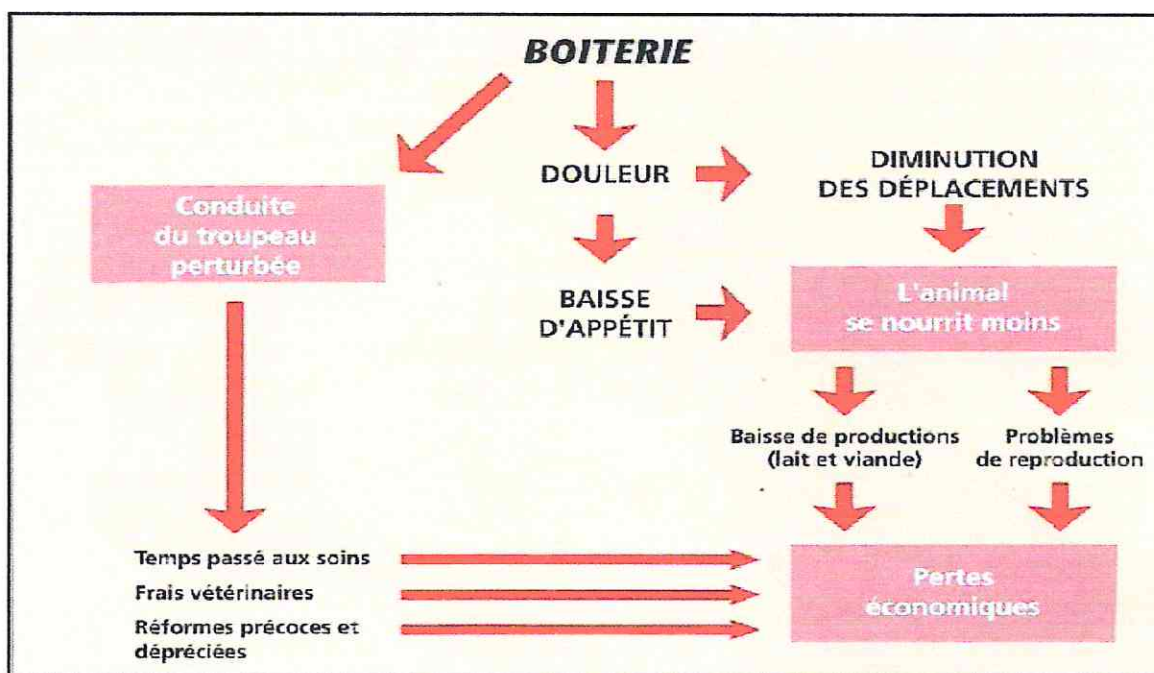 BOITERIE
DOULEUR
DIMINUTION
DES DÉPLACEMENTS
Conduite
du troupeau
perturbée
BAISSE
D'APPÉTIT
L'animal
se nourrit moins
Baisse de productions
(lait et viande)
Problèmes
de reproduction
Temps passé aux soins
Frais vétérinaires
Réformes précoces et
dépréciées
Pertes
économiques